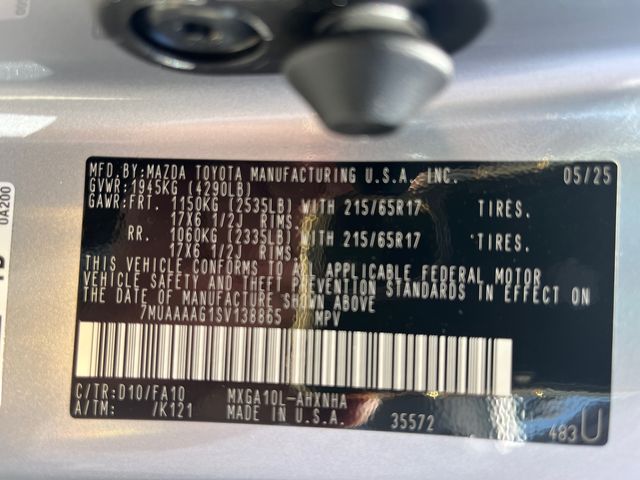 MFD.BY:MAZDA TOYOTA MANUFACTURING U.S.A.,INC. 05/25
GVWR:1945KG (4290LB)
GAWR:FRT. 1150KG (2535LB)WITH 215/65R17 TIRES.
17X6 1/2J RIMS.
RR. 1060KG (2335LB)WITH 215/65R17 TIRES.
17X6 1/2J RIMS.
THIS VEHICLE CONFORMS TO ALL APPLICABLE FEDERAL MOTOR
VEHICLE SAFETY STANDARDS IN EFFECT ON
THE DATE OF MANUFACTURE SHOWN ABOVE
7MUAAAAG1SV138865 MPV
C/TR:D10/FA10 MXGA10L-AHXNHA
A/TM: /K121 MADE IN U.S.A. 35572 483U
0A200